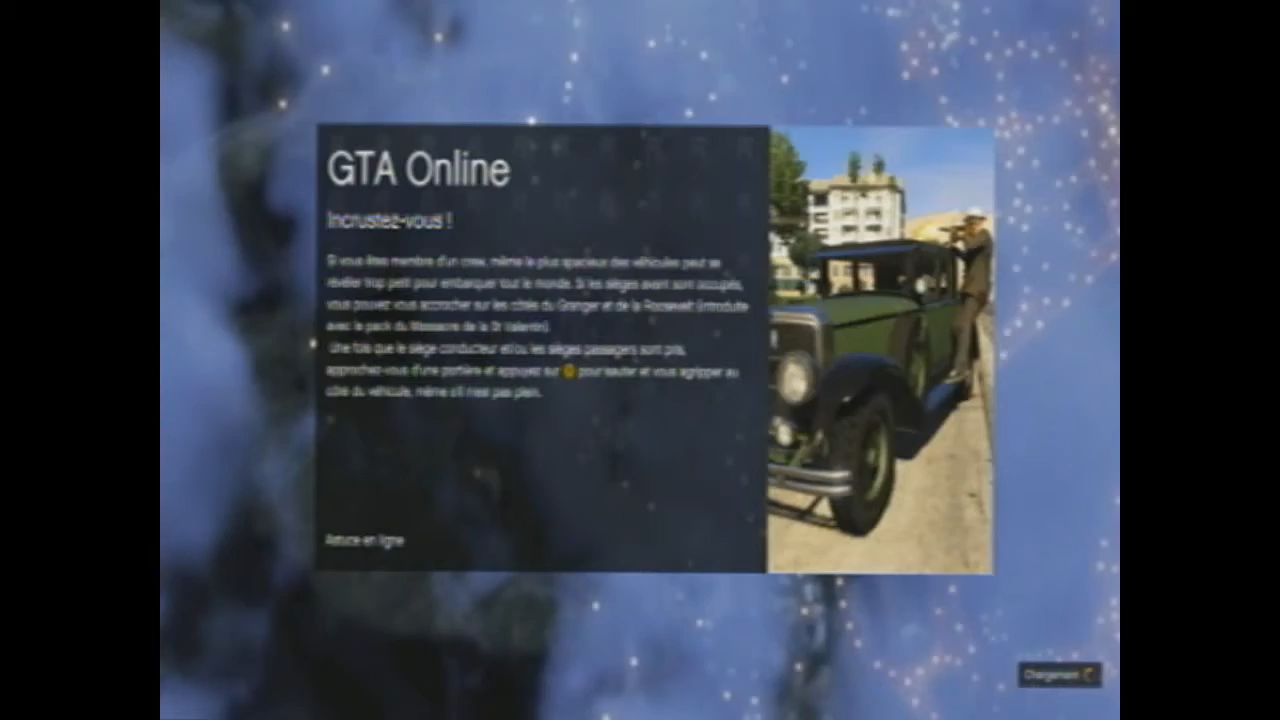 GTA Online
Incrustez-vous !
Si vous êtes membre d'un crew, même le plus spacieux des véhicules peut se
révéler trop petit pour embarquer tout le monde. Si les sièges avant sont occupés,
vous pouvez vous accrocher sur les côtés du Granger et de la Roosevelt (introduite
avec le pack du Massacre de la St Valentin).
Une fois que le siège conducteur et/ou les sièges passagers sont pris,
approchez-vous d'une portière et appuyez sur pour sauter et vous agripper au
côté du véhicule, même s'il n'est pas plein.
Astuce en ligne
Chargement